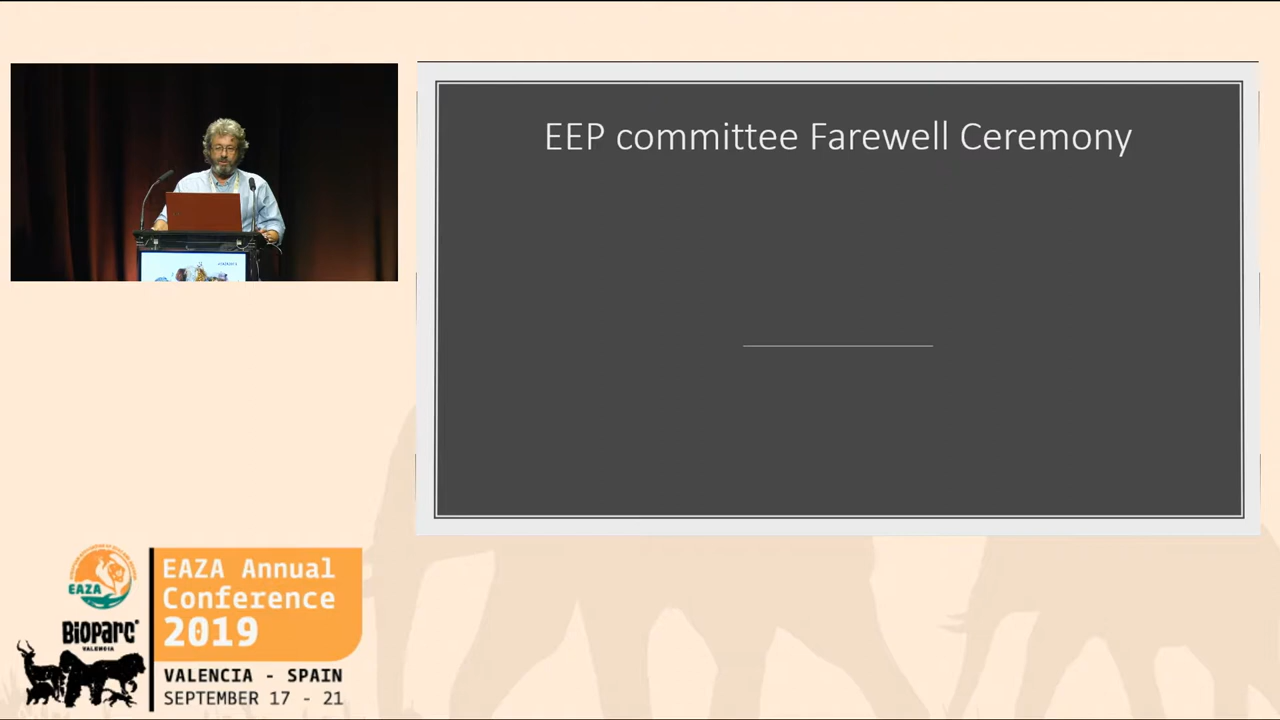 EEP committee Farewell Ceremony
EAZA
BIOPARC
VALENCIA
EAZA Annual
Conference
2019
VALENCIA - SPAIN
SEPTEMBER 17 - 21